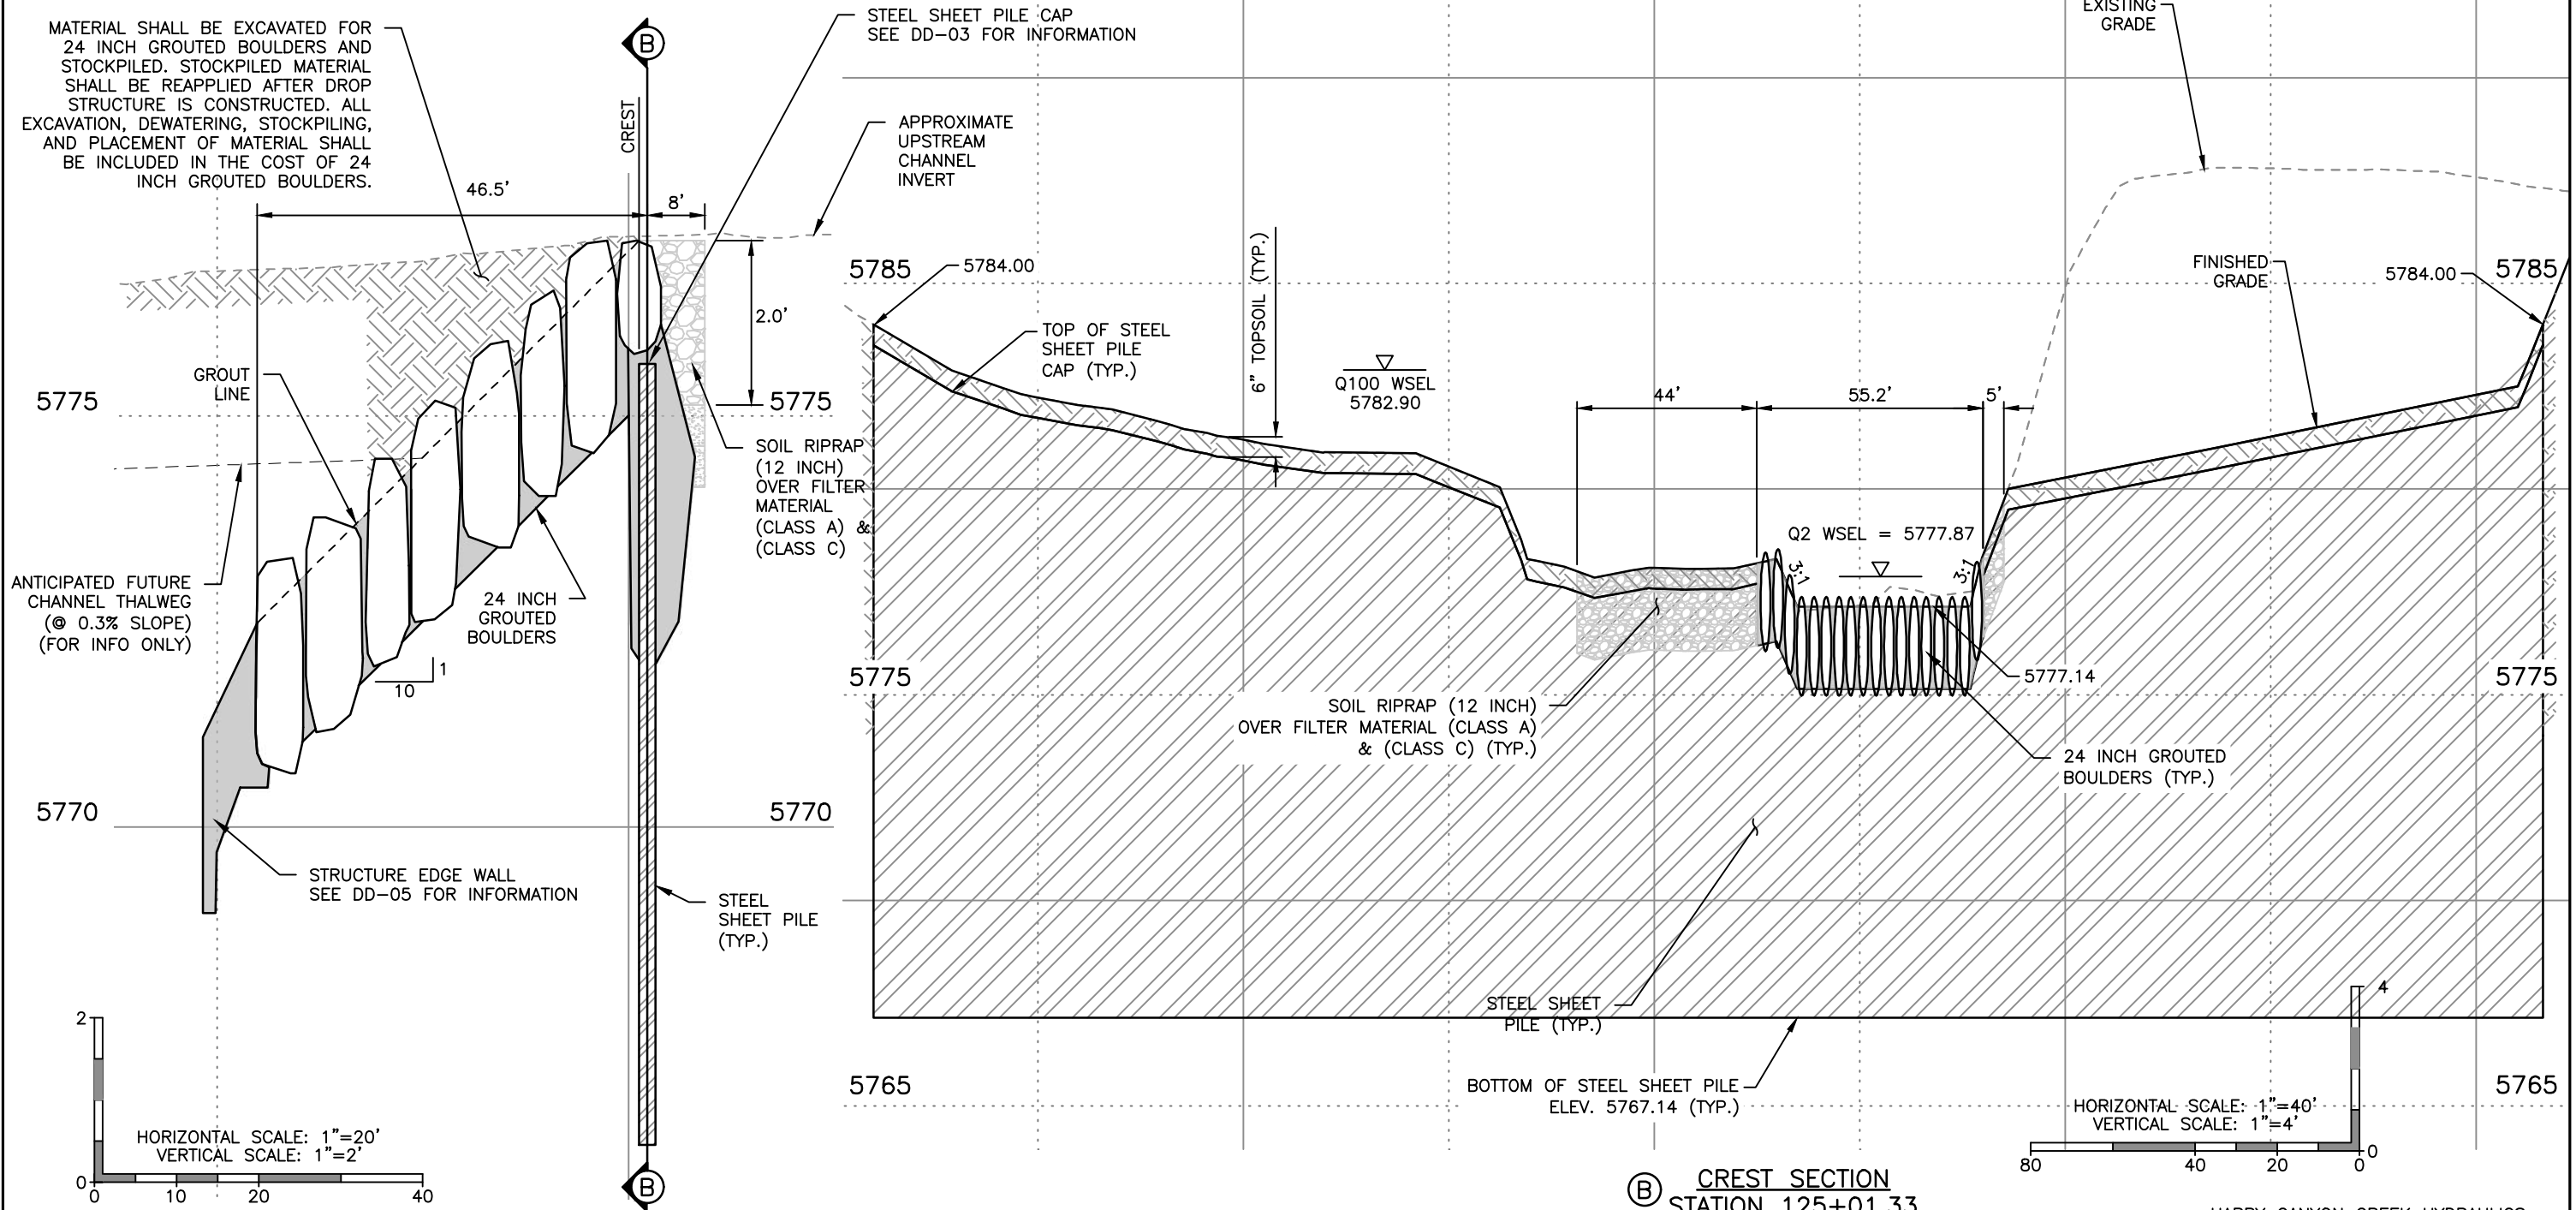 MATERIAL SHALL BE EXCAVATED FOR
24 INCH GROUTED BOULDERS AND
STOCKPILED. STOCKPILED MATERIAL
SHALL BE REAPPLIED AFTER DROP
STRUCTURE IS CONSTRUCTED. ALL
EXCAVATION, DEWATERING, STOCKPILING,
AND PLACEMENT OF MATERIAL SHALL
BE INCLUDED IN THE COST OF 24
INCH GROUTED BOULDERS.
B
CREST
STEEL SHEET PILE CAP
SEE DD-03 FOR INFORMATION
APPROXIMATE
UPSTREAM
CHANNEL
INVERT
46.5'
8'
2.0'
GROUT
LINE
5775
5775
SOIL RIPRAP
(12 INCH)
OVER FILTER
MATERIAL
(CLASS A) &
(CLASS C)
ANTICIPATED FUTURE
CHANNEL THALWEG
(@ 0.3% SLOPE)
(FOR INFO ONLY)
24 INCH
GROUTED
BOULDERS
1
10
5770
5770
STRUCTURE EDGE WALL
SEE DD-05 FOR INFORMATION
STEEL
SHEET PILE
(TYP.)
2
0
HORIZONTAL SCALE: 1"=20'
VERTICAL SCALE: 1"=2'
0
10
20
40
B
EXISTING
GRADE
5785
5784.00
TOP OF STEEL
SHEET PILE
CAP (TYP.)
6" TOPSOIL (TYP.)
Q100 WSEL
5782.90
44'
55.2'
5'
FINISHED
GRADE
5784.00
5785
Q2 WSEL = 5777.87
3:1
3:1
5775
5777.14
5775
SOIL RIPRAP (12 INCH)
OVER FILTER MATERIAL (CLASS A)
& (CLASS C) (TYP.)
24 INCH GROUTED
BOULDERS (TYP.)
STEEL SHEET
PILE (TYP.)
5765
BOTTOM OF STEEL SHEET PILE
ELEV. 5767.14 (TYP.)
5765
4
0
HORIZONTAL SCALE: 1"=40'
VERTICAL SCALE: 1"=4'
80
40
20
0
B
CREST SECTION
STATION 125+01.33
HAPPY CANYON CREEK HYDRAULICS